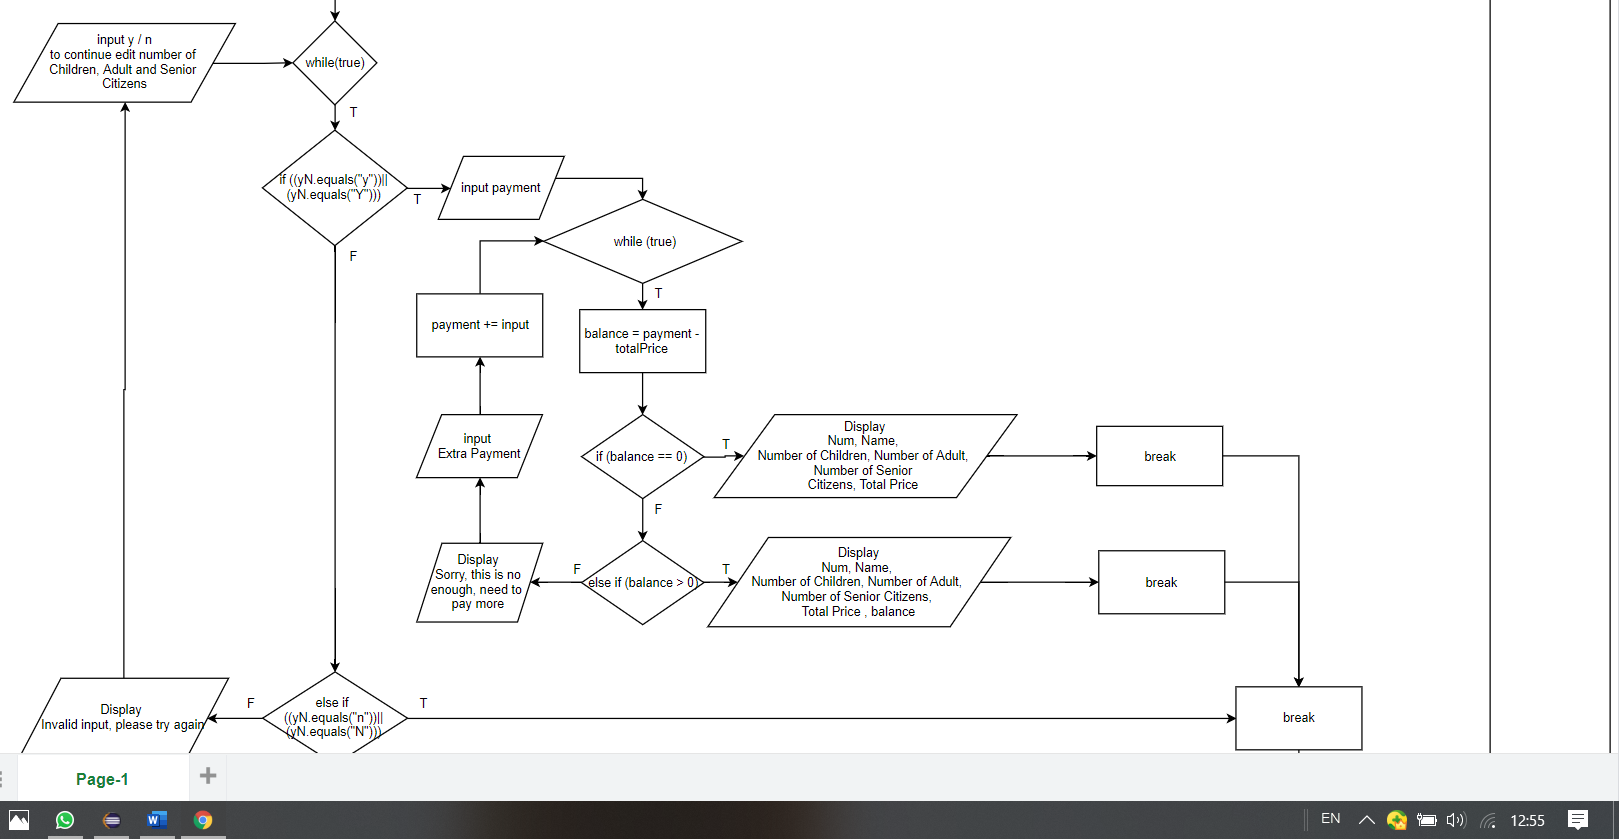 input y / n
to continue edit number of
Children, Adult and Senior
Citizens
while(true)
T
if ((yN.equals("y"))||
(yN.equals("Y")))
T
F
input payment
while (true)
T
payment += input
balance = payment -
totalPrice
input
Extra Payment
if (balance == 0)
T
F
Display
Num, Name,
Number of Children, Number of Adult,
Number of Senior
Citizens, Total Price
break
Display
Sorry, this is no
enough, need to
pay more
F
else if (balance > 0)
T
Display
Num, Name,
Number of Children, Number of Adult,
Number of Senior Citizens,
Total Price , balance
break
Display
Invalid input, please try again
F
else if
((yN.equals("n"))||
(yN.equals("N")))
T
break
Page-1
EN
12:55